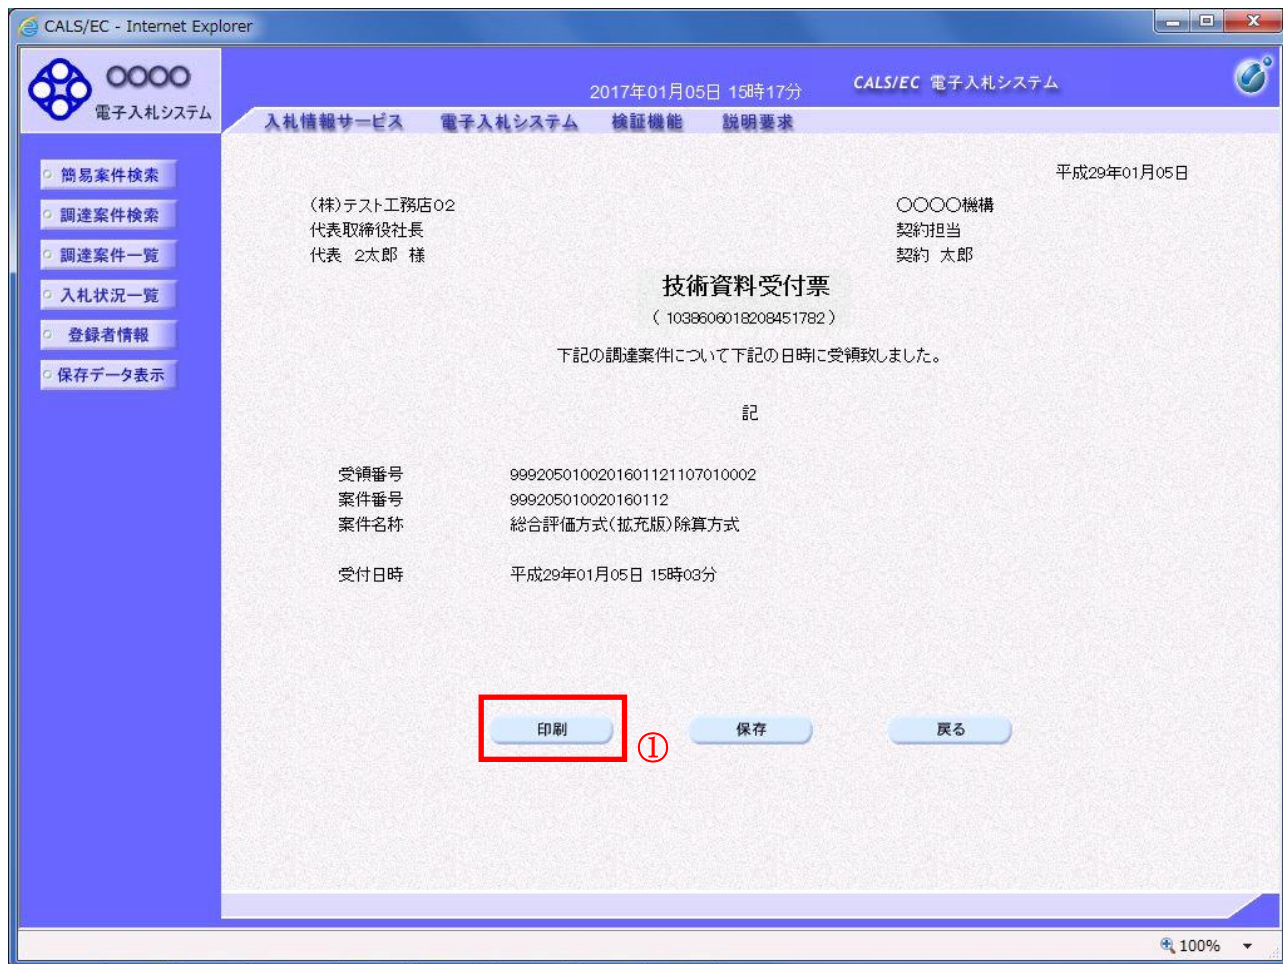 CALS/EC - Internet Explorer
〇〇〇〇
電子入札システム
2017年01月05日 15時17分
CALS/EC 電子入札システム
入札情報サービス 電子入札システム 検証機能 説明要求
簡易案件検索
調達案件検索
調達案件一覧
入札状況一覧
登録者情報
保存データ表示
平成29年01月05日
(株)テスト工務店02
代表取締役社長
代表 2太郎 様
〇〇〇〇機構
契約担当
契約 太郎
技術資料受付票
( 1038606018208451782 )
下記の調達案件について下記の日時に受領致しました。
記
受領番号 99920501002016011211070​10002
案件番号 999205010020160112
案件名称 総合評価方式(拡充版)除算方式
受付日時 平成29年01月05日 15時03分
印刷 保存 戻る
①
100%